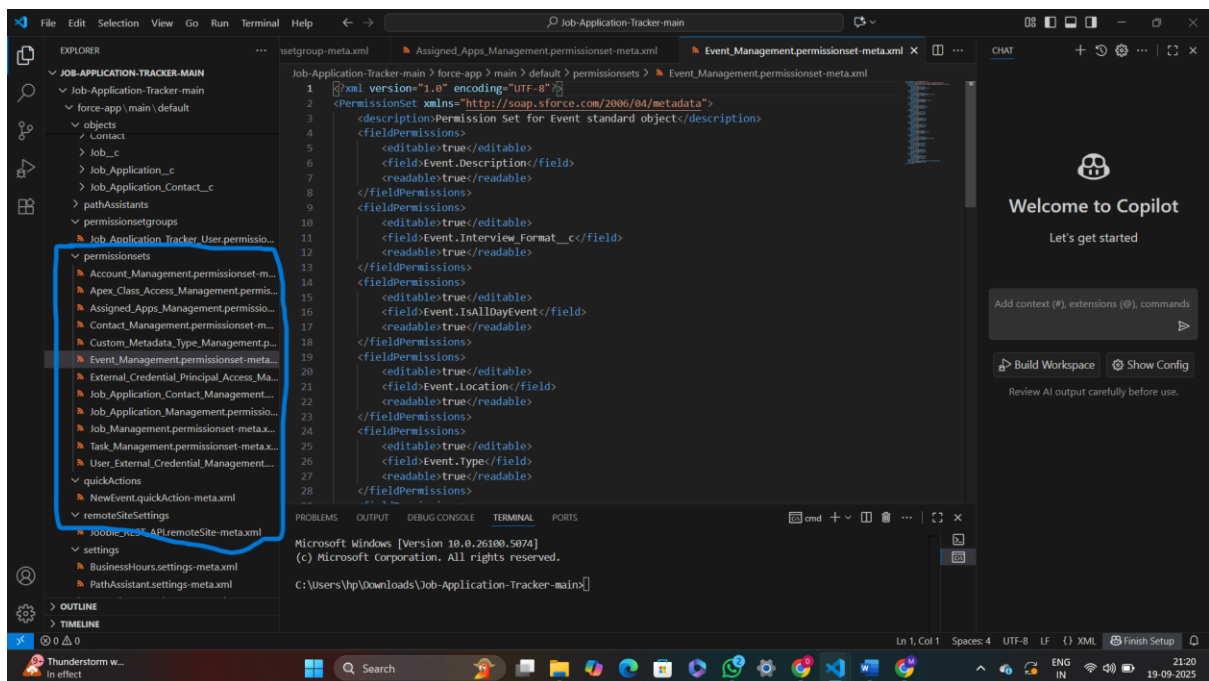 File Edit Selection View Go Run Terminal Help
Job-Application-Tracker-main
EXPLORER
JOB-APPLICATION-TRACKER-MAIN
Job-Application-Tracker-main
force-app \ main \ default
objects
Contact
Job__c
Job_Application__c
Job_Application_Contact__c
pathAssistants
permissionsetgroups
Job_Application_Tracker_User.permissio...
permissionsets
Account_Management.permissionset-m...
Apex_Class_Access_Management.permis...
Assigned_Apps_Management.permissio...
Contact_Management.permissionset-m...
Custom_Metadata_Type_Management.p...
Event_Management.permissionset-meta...
External_Credential_Principal_Access_Ma...
Job_Application_Contact_Management....
Job_Application_Management.permissio...
Job_Management.permissionset-meta.x...
Task_Management.permissionset-meta.x...
User_External_Credential_Management....
quickActions
NewEvent.quickAction-meta.xml
remoteSiteSettings
Jooble_REST_API.remoteSite-meta.xml
settings
BusinessHours.settings-meta.xml
PathAssistant.settings-meta.xml
OUTLINE
TIMELINE
nsetgroup-meta.xml Assigned_Apps_Management.permissionset-meta.xml Event_Management.permissionset-meta.xml
Job-Application-Tracker-main > force-app > main > default > permissionsets > Event_Management.permissionset-meta.xml
1 <?xml version="1.0" encoding="UTF-8"?>
2 <PermissionSet xmlns="http://soap.sforce.com/2006/04/metadata">
3 <description>Permission Set for Event standard object</description>
4 <fieldPermissions>
5 <editable>true</editable>
6 <field>Event.Description</field>
7 <readable>true</readable>
8 </fieldPermissions>
9 <fieldPermissions>
10 <editable>true</editable>
11 <field>Event.Interview_Format__c</field>
12 <readable>true</readable>
13 </fieldPermissions>
14 <fieldPermissions>
15 <editable>true</editable>
16 <field>Event.IsAllDayEvent</field>
17 <readable>true</readable>
18 </fieldPermissions>
19 <fieldPermissions>
20 <editable>true</editable>
21 <field>Event.Location</field>
22 <readable>true</readable>
23 </fieldPermissions>
24 <fieldPermissions>
25 <editable>true</editable>
26 <field>Event.Type</field>
27 <readable>true</readable>
28 </fieldPermissions>
PROBLEMS OUTPUT DEBUG CONSOLE TERMINAL PORTS
cmd
Microsoft Windows [Version 10.0.26100.5074]
(c) Microsoft Corporation. All rights reserved.
C:\Users\hp\Downloads\Job-Application-Tracker-main>
CHAT
Welcome to Copilot
Let's get started
Add context (#), extensions (@), commands
Build Workspace Show Config
Review AI output carefully before use.
0 0
Ln 1, Col 1 Spaces: 4 UTF-8 LF {} XML Finish Setup
9+
Thunderstorm w...
In effect
Search
ENG
IN
21:20
19-09-2025